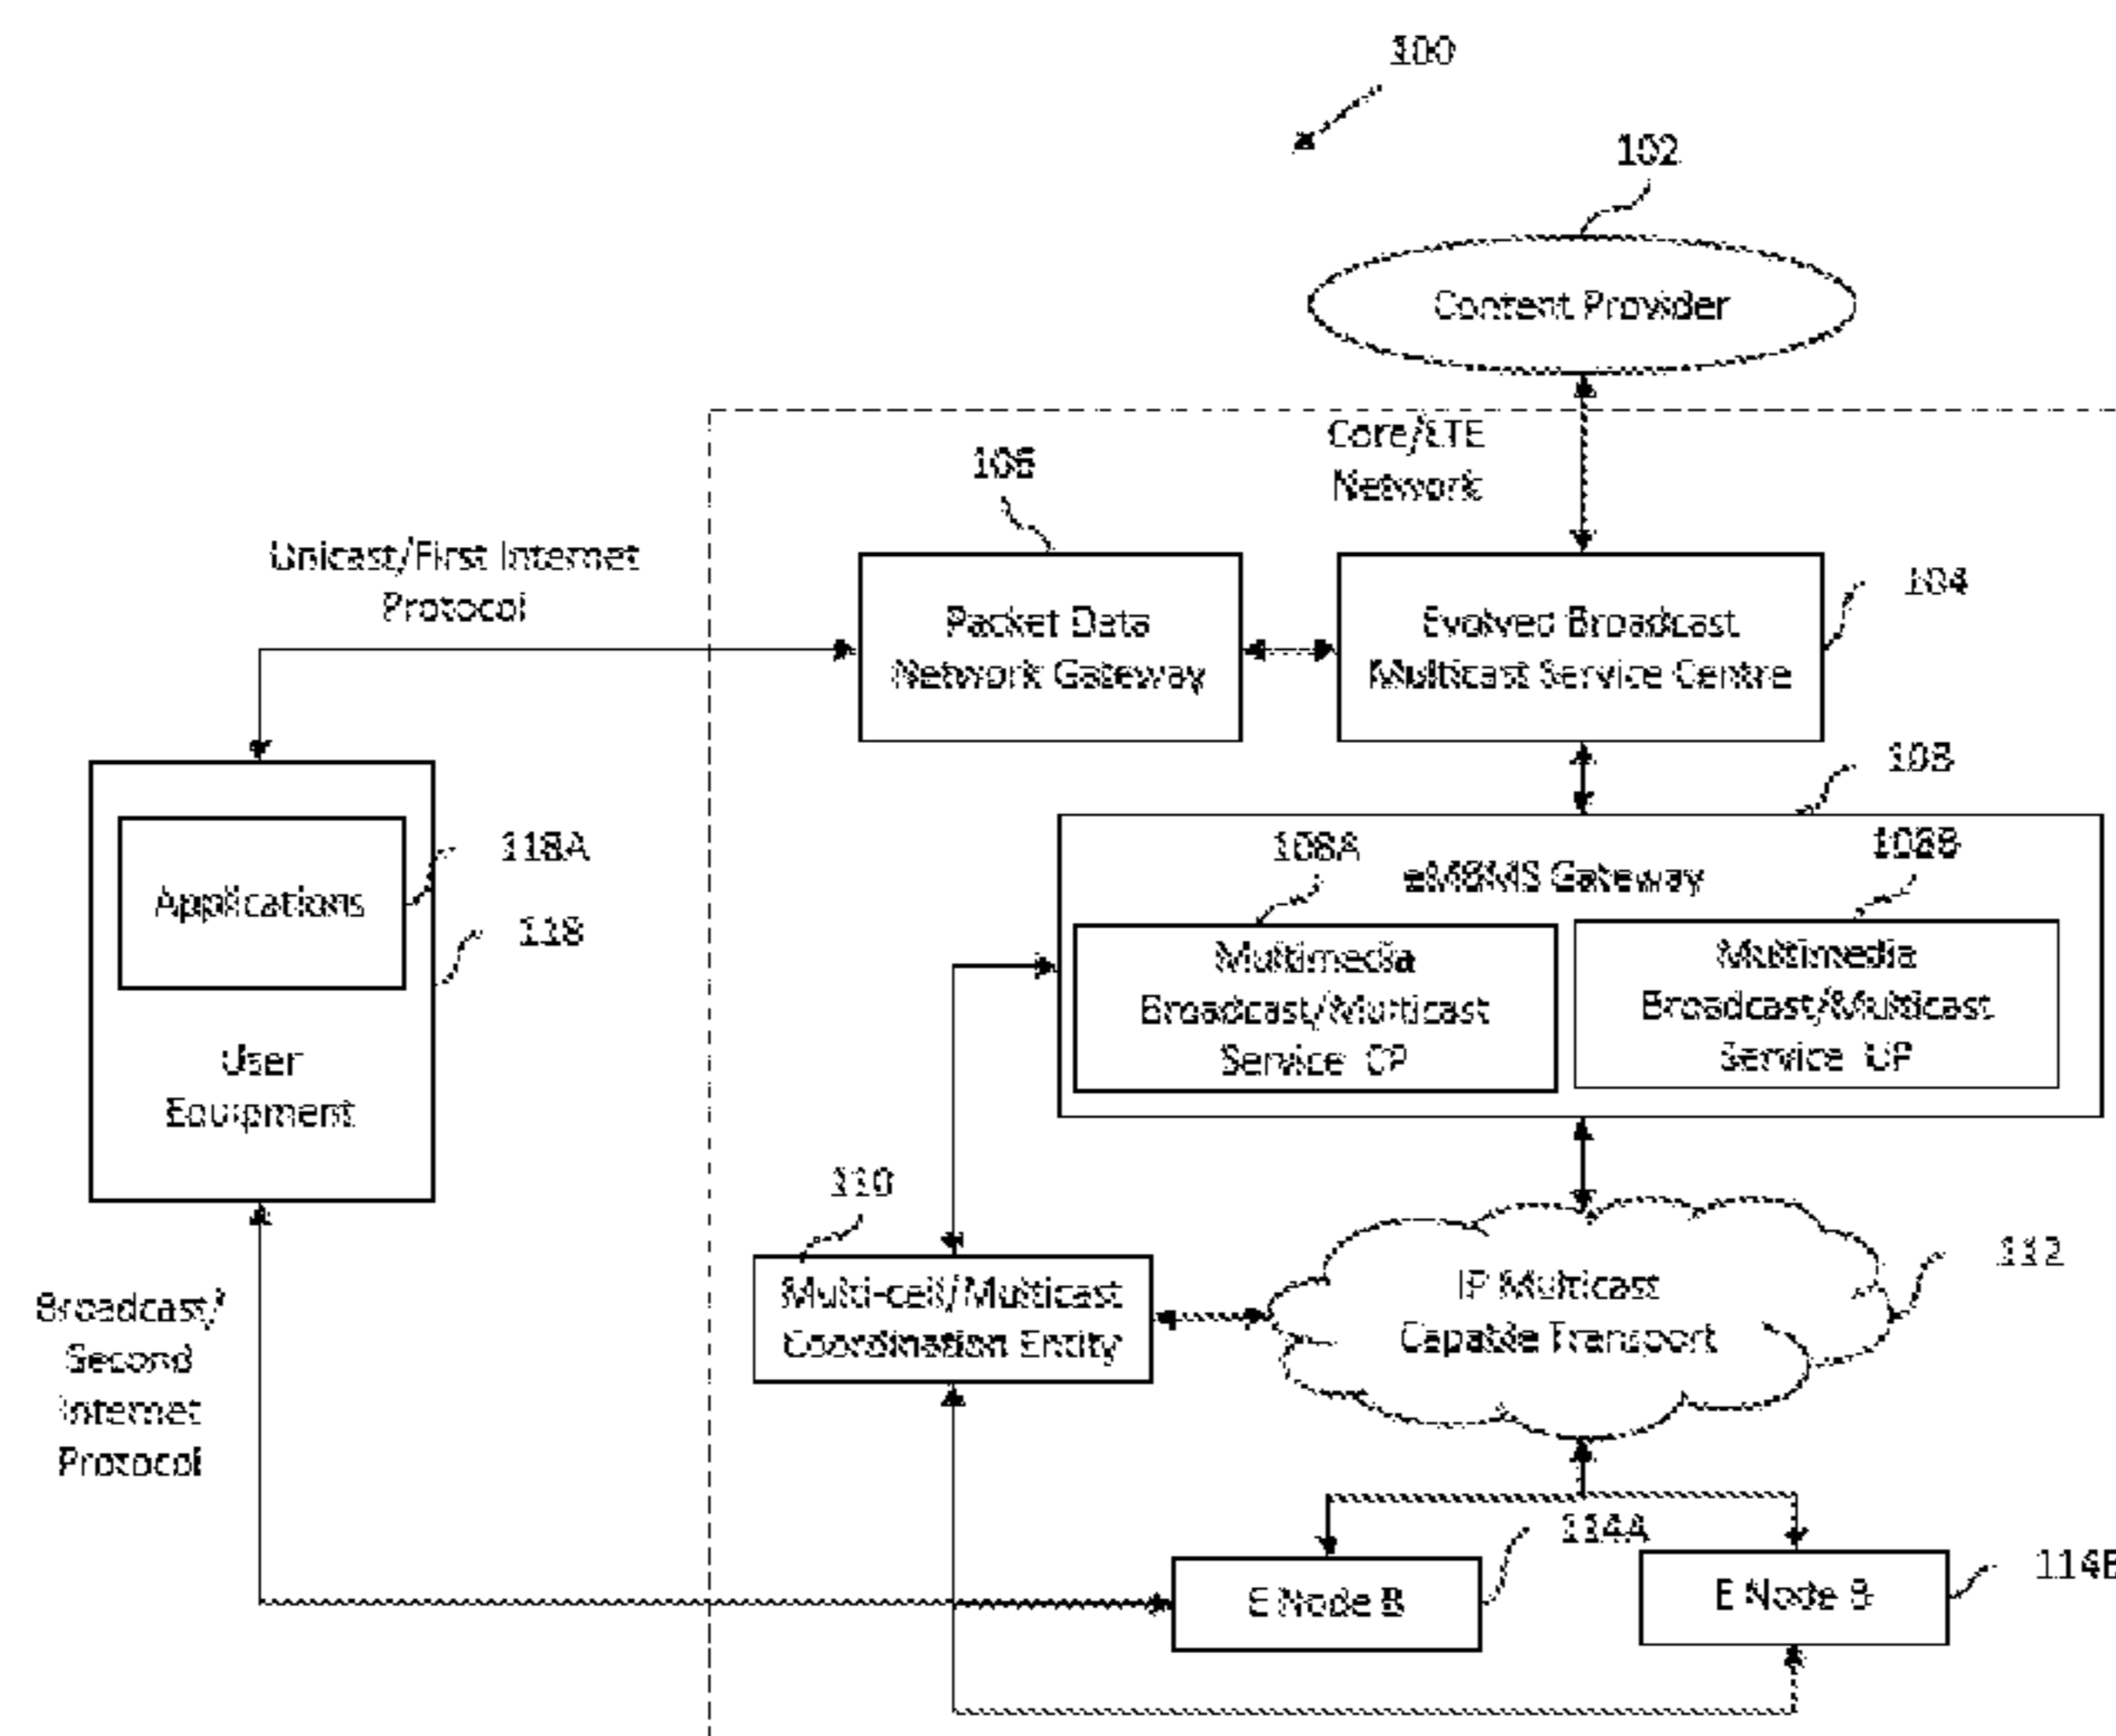 100
102
Content Provider
Core/LTE
Network
106
Unicast/First Internet
Protocol
104
Packet Data
Network Gateway
Evolved Broadcast
Multicast Service Centre
108
118A
Applications
118
User
Equipment
108A
108B
eMBMS Gateway
Multimedia
Broadcast/Multicast
Service CP
Multimedia
Broadcast/Multicast
Service UP
110
Multi-cell/Multicast
Coordination Entity
112
IP Multicast
Capable Transport
Broadcast/
Second
Internet
Protocol
114A
E Node B
114B
E Node B